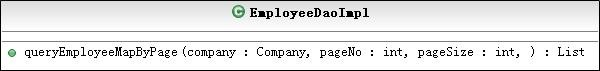 EmployeeDaoImpl
queryEmployeeMapByPage(company : Company, pageNo : int, pageSize : int, ) : List